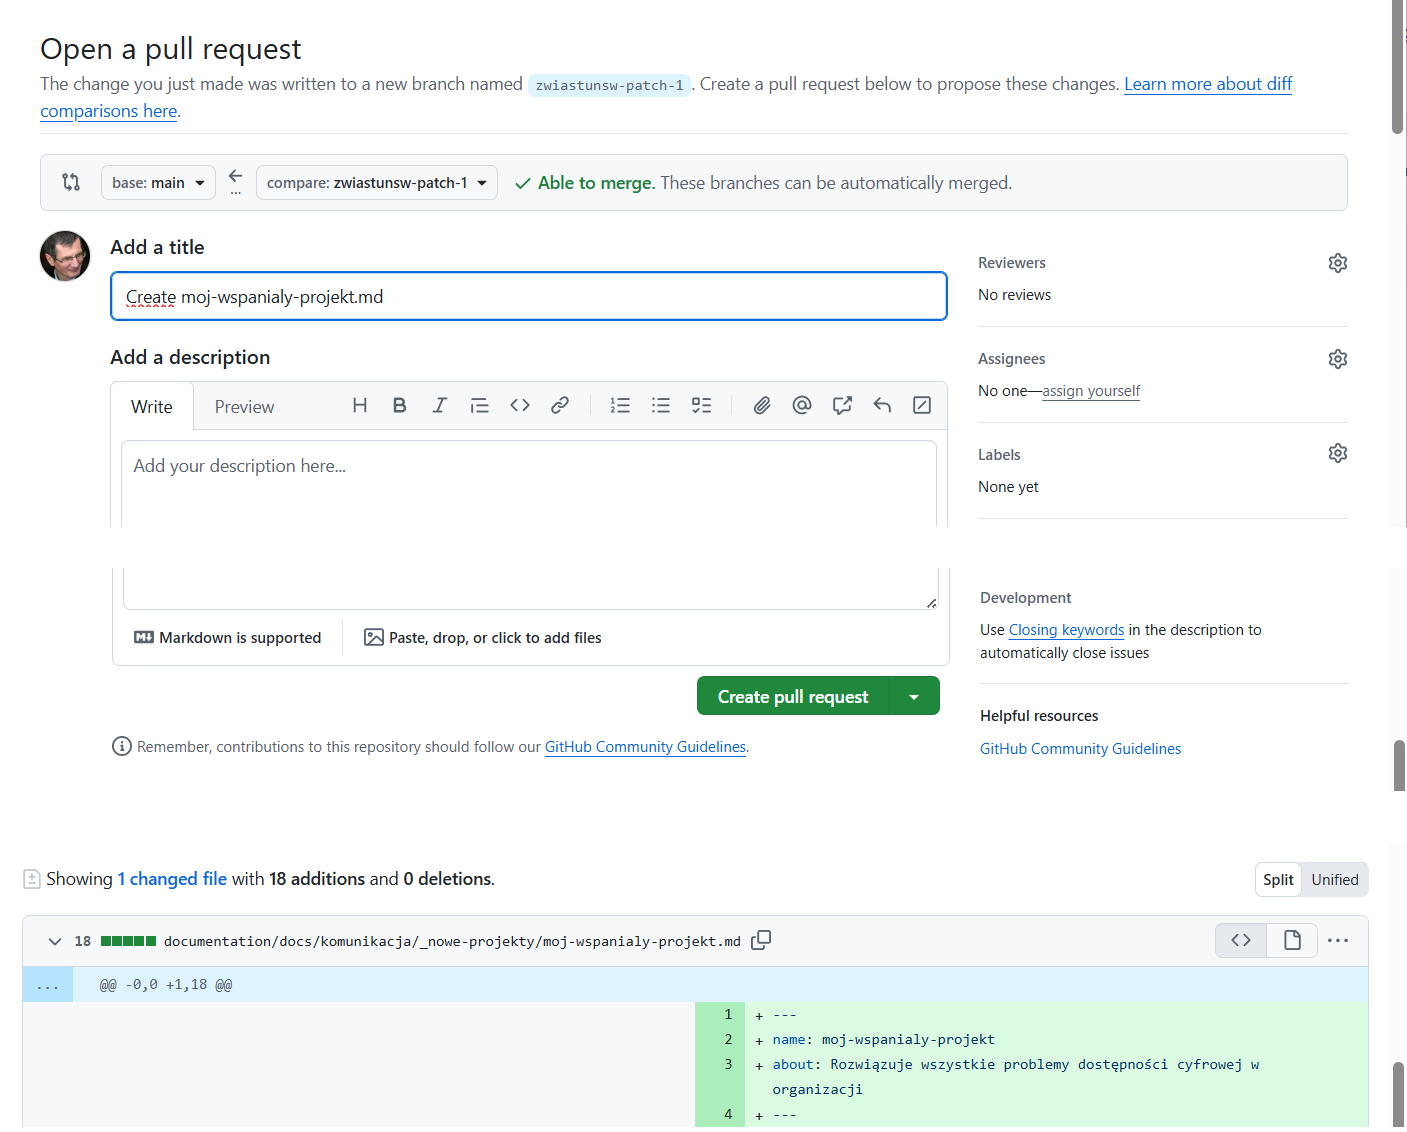 Open a pull request
The change you just made was written to a new branch named zwiastunsw-patch-1. Create a pull request below to propose these changes. Learn more about diff
comparisons here.
base: main ... compare: zwiastunsw-patch-1 Able to merge. These branches can be automatically merged.
Add a title
Create moj-wspanialy-projekt.md
Add a description
Write Preview
Add your description here...
Reviewers
No reviews
Assignees
No one—assign yourself
Labels
None yet
Markdown is supported
Paste, drop, or click to add files
Create pull request
Remember, contributions to this repository should follow our GitHub Community Guidelines.
Development
Use Closing keywords in the description to
automatically close issues
Helpful resources
GitHub Community Guidelines
Showing 1 changed file with 18 additions and 0 deletions.
Split Unified
18 documentation/docs/komunikacja/_nowe-projekty/moj-wspanialy-projekt.md
... @@ -0,0 +1,18 @@
1 + ---
2 + name: moj-wspanialy-projekt
3 + about: Rozwiązuje wszystkie problemy dostępności cyfrowej w
organizacji
4 + ---